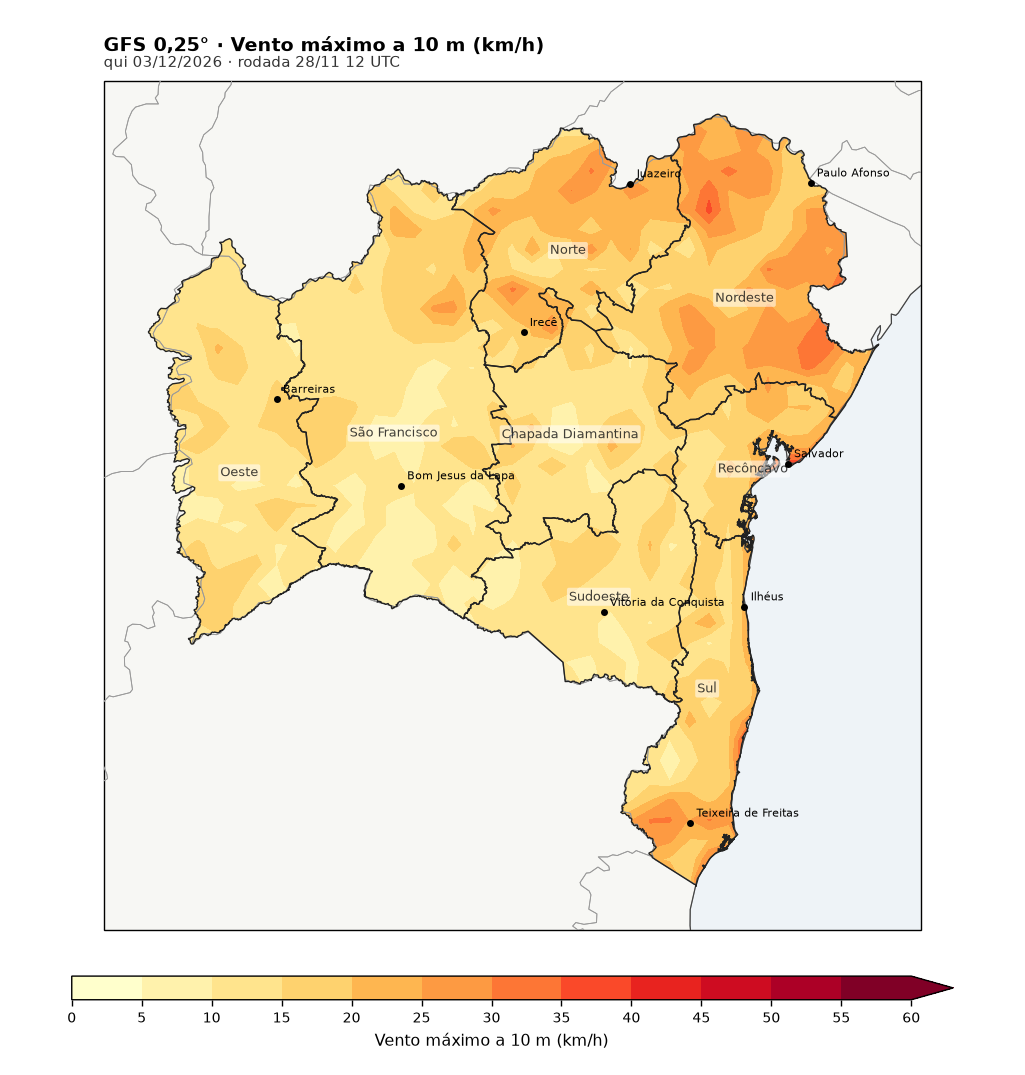 GFS 0,25° · Vento máximo a 10 m (km/h)
qui 03/12/2026 · rodada 28/11 12 UTC
Juazeiro
Paulo Afonso
Norte
Nordeste
Irecê
Barreiras
São Francisco
Chapada Diamantina
Salvador
Recôncavo
Oeste
Bom Jesus da Lapa
Sudoeste
Vitória da Conquista
Ilhéus
Sul
Teixeira de Freitas
0 5 10 15 20 25 30 35 40 45 50 55 60
Vento máximo a 10 m (km/h)